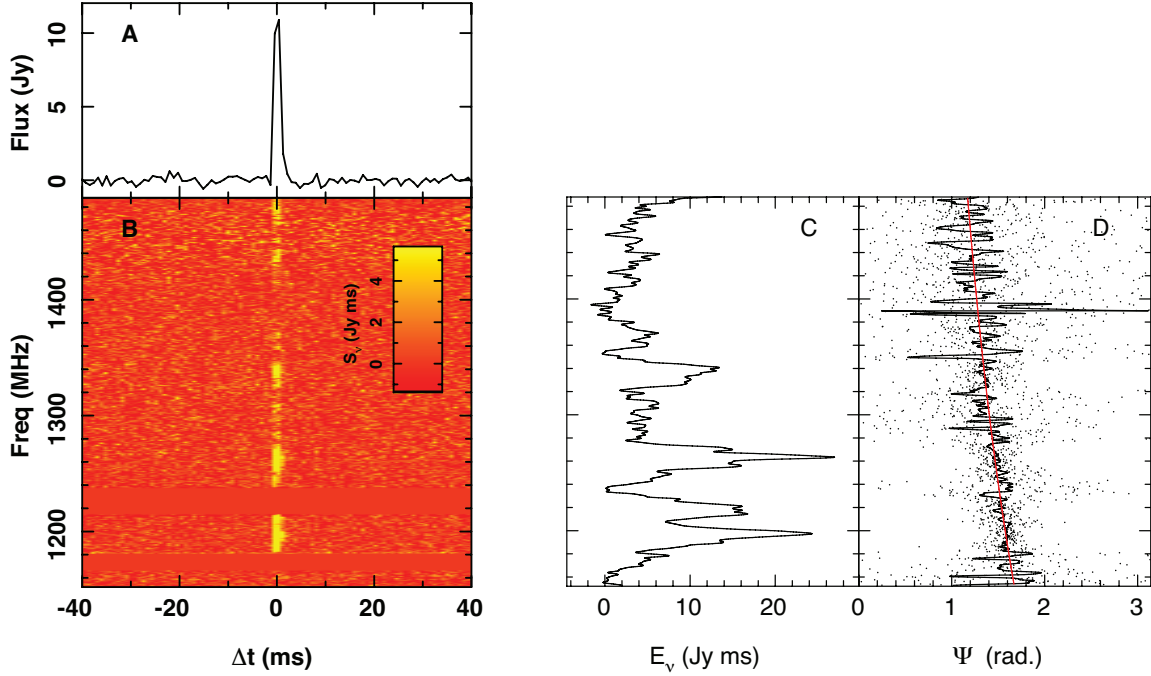 A
Flux (Jy)
10
5
0
B
Freq (MHz)
1400
1300
1200
S_ν (Jy ms)
4
2
0
-40 -20 0 20 40
Δt (ms)
C
0 10 20
E_ν (Jy ms)
D
0 1 2 3
Ψ (rad.)